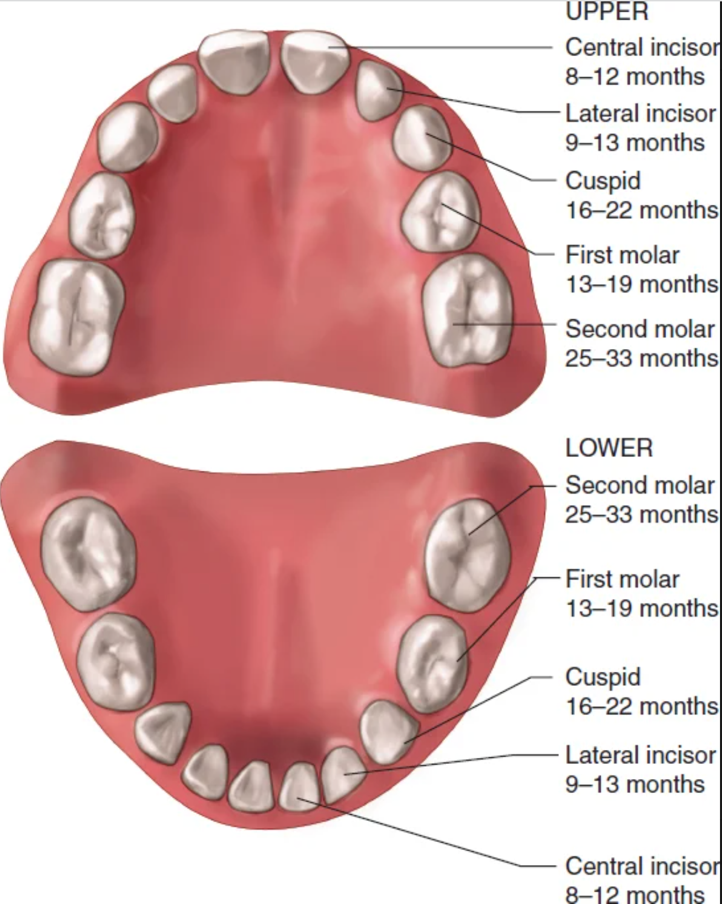 UPPER
Central incisor
8–12 months
Lateral incisor
9–13 months
Cuspid
16–22 months
First molar
13–19 months
Second molar
25–33 months
LOWER
Second molar
25–33 months
First molar
13–19 months
Cuspid
16–22 months
Lateral incisor
9–13 months
Central incisor
8–12 months